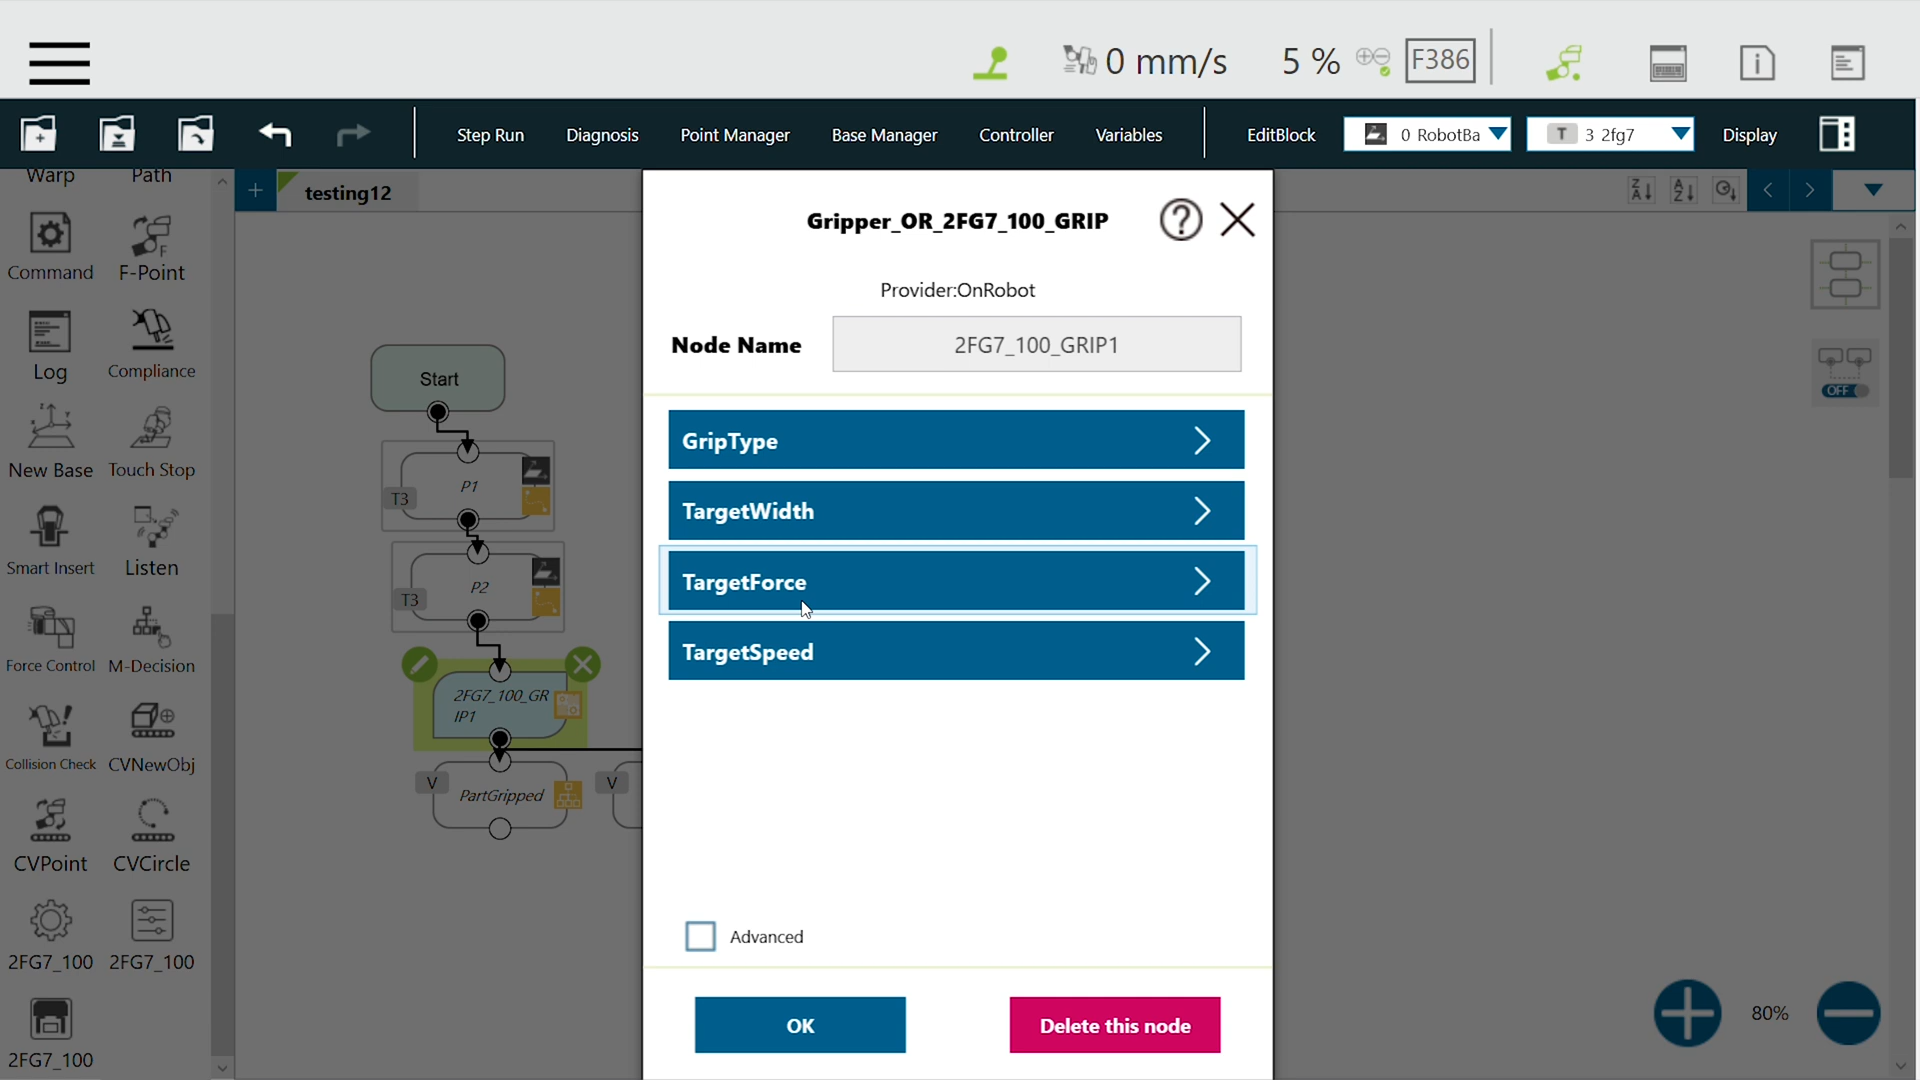 0 mm/s 5 % F386
Step Run Diagnosis Point Manager Base Manager Controller Variables EditBlock 0 RobotBa T 3 2fg7 Display
Warp Path
testing12
Command F-Point
Log Compliance
New Base Touch Stop
Smart Insert Listen
Force Control M-Decision
Collision Check CVNewObj
CVPoint CVCircle
2FG7_100 2FG7_100
2FG7_100
Start
P1
T3
P2
T3
2FG7_100_GR
IP1
V
PartGripped
V
Gripper_OR_2FG7_100_GRIP
Provider:OnRobot
Node Name 2FG7_100_GRIP1
GripType
TargetWidth
TargetForce
TargetSpeed
Advanced
OK Delete this node
OFF
80%